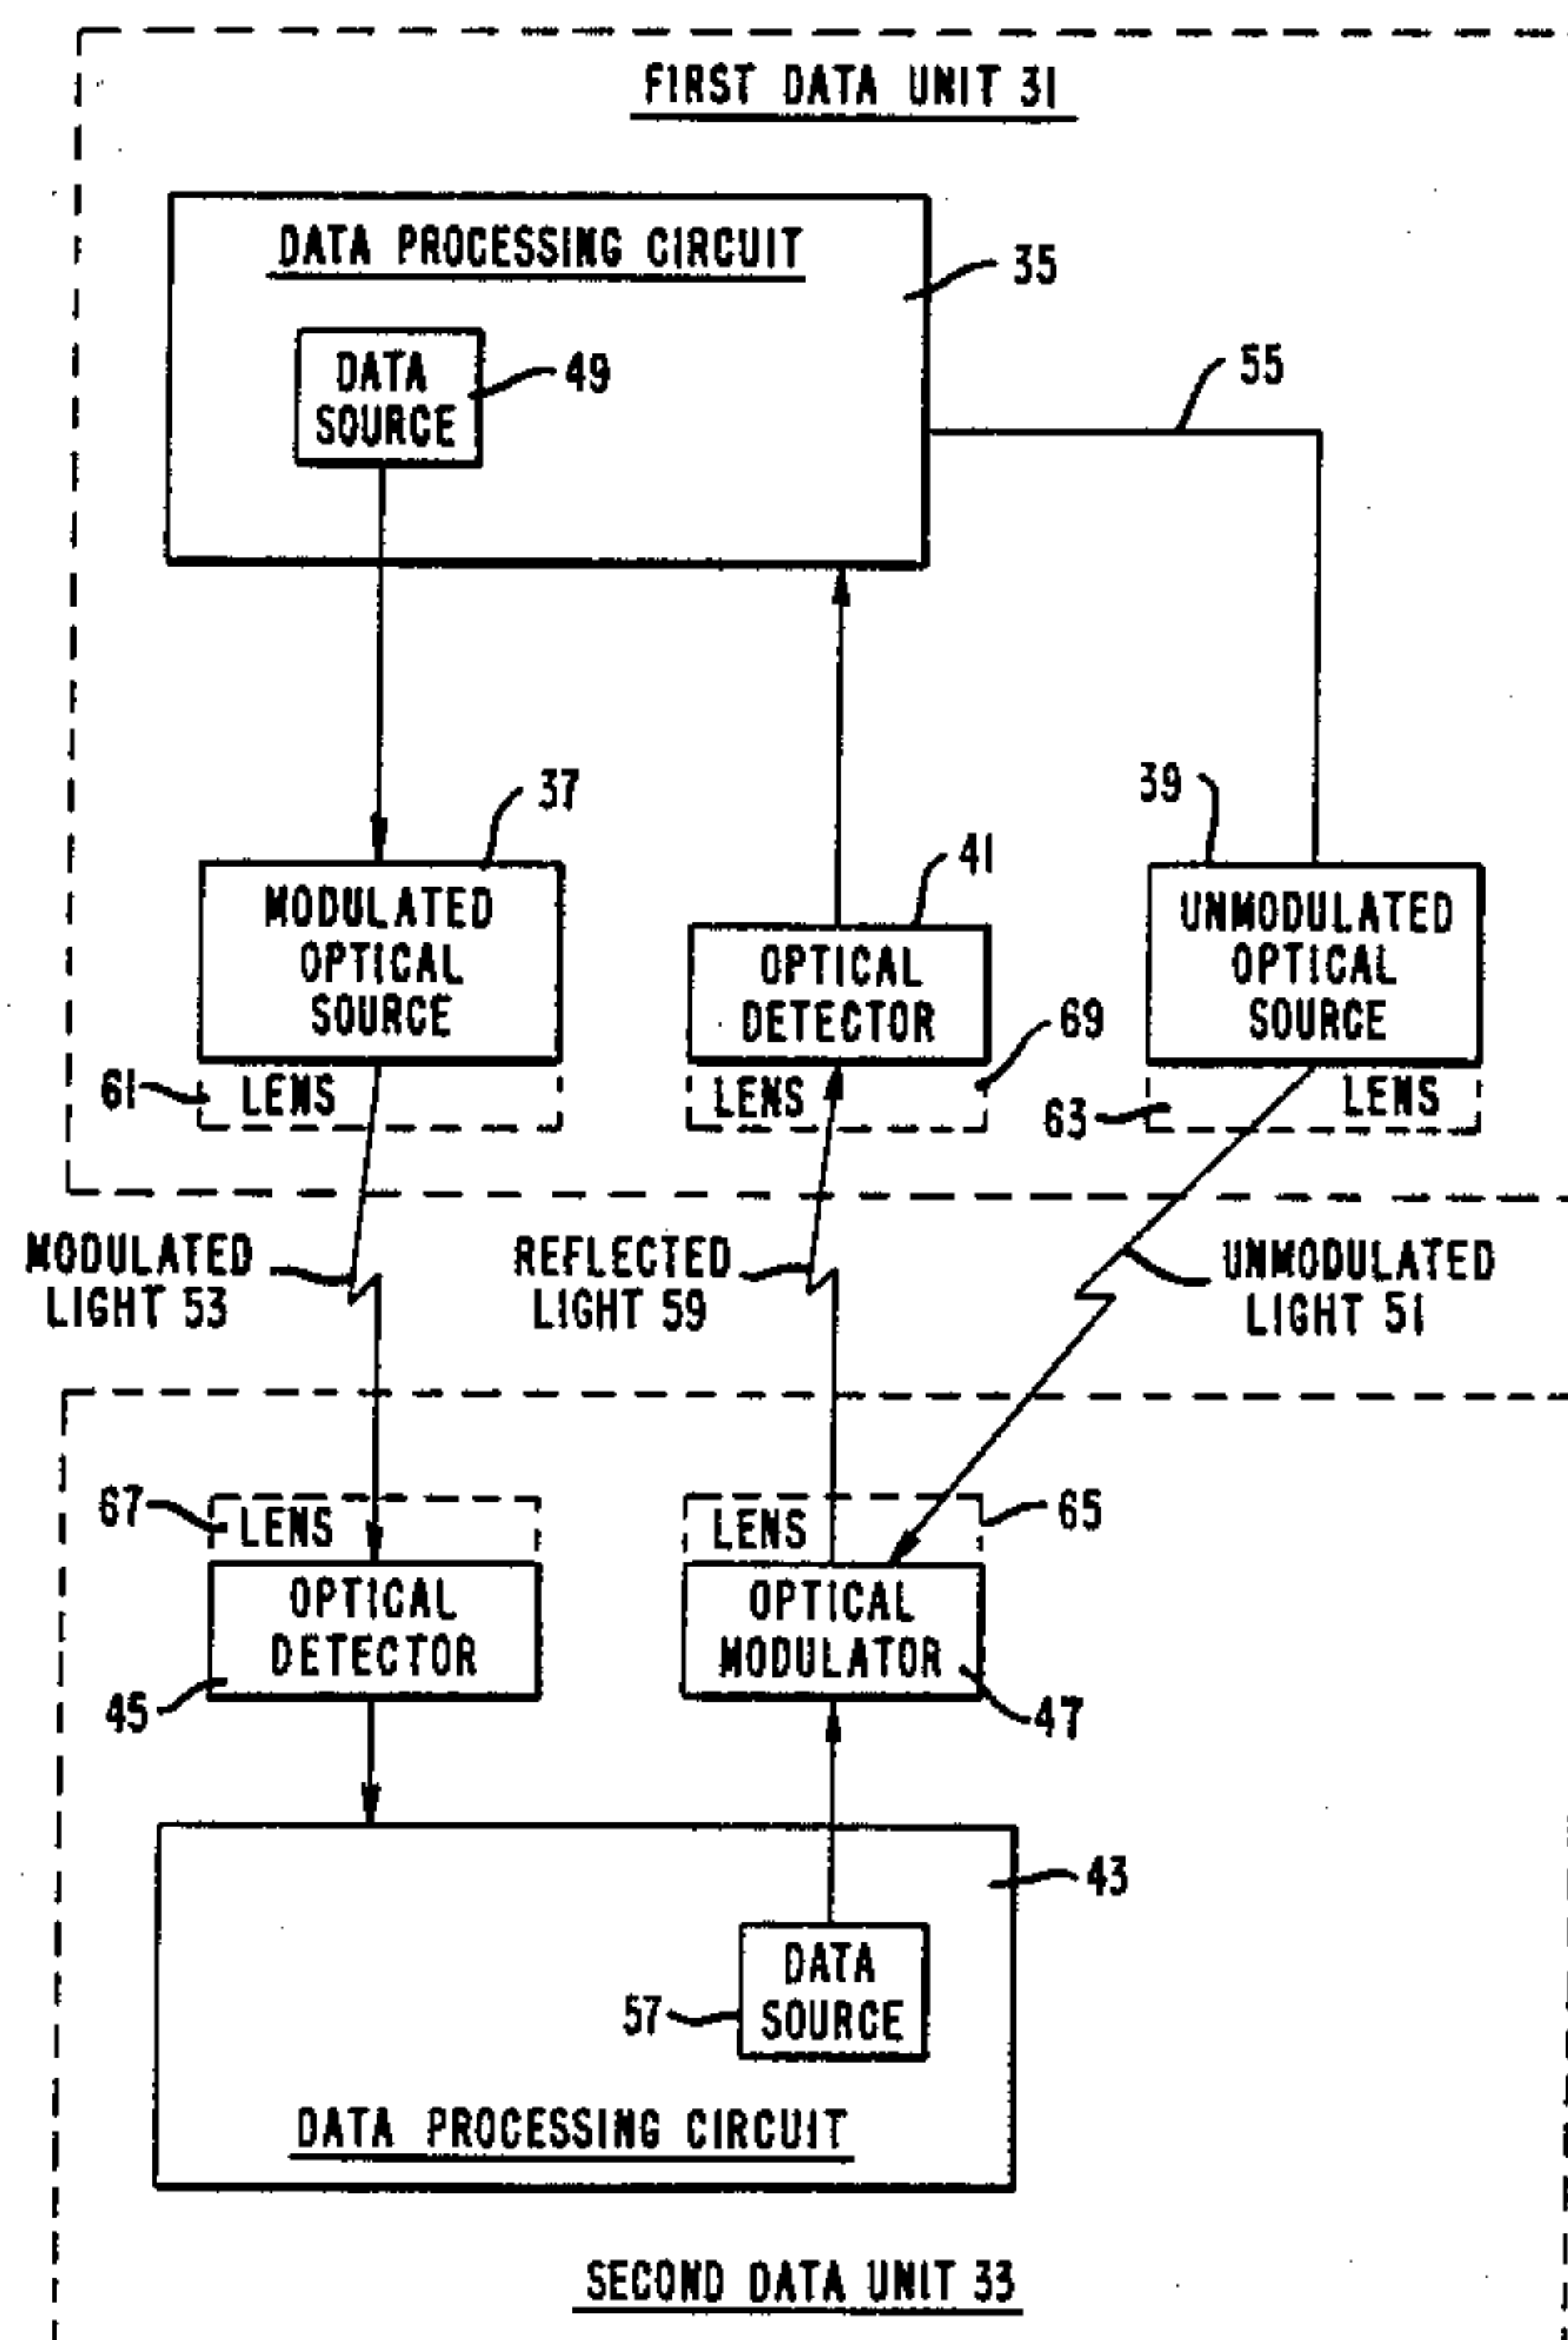 FIRST DATA UNIT 31
DATA PROCESSING CIRCUIT
35
DATA
SOURCE
49
55
37
39
41
MODULATED
OPTICAL
SOURCE
OPTICAL
DETECTOR
UNMODULATED
OPTICAL
SOURCE
69
61
LENS
LENS
63
LENS
MODULATED
LIGHT 53
REFLECTED
LIGHT 59
UNMODULATED
LIGHT 51
67
LENS
LENS
65
OPTICAL
DETECTOR
OPTICAL
MODULATOR
45
47
43
DATA
SOURCE
57
DATA PROCESSING CIRCUIT
SECOND DATA UNIT 33